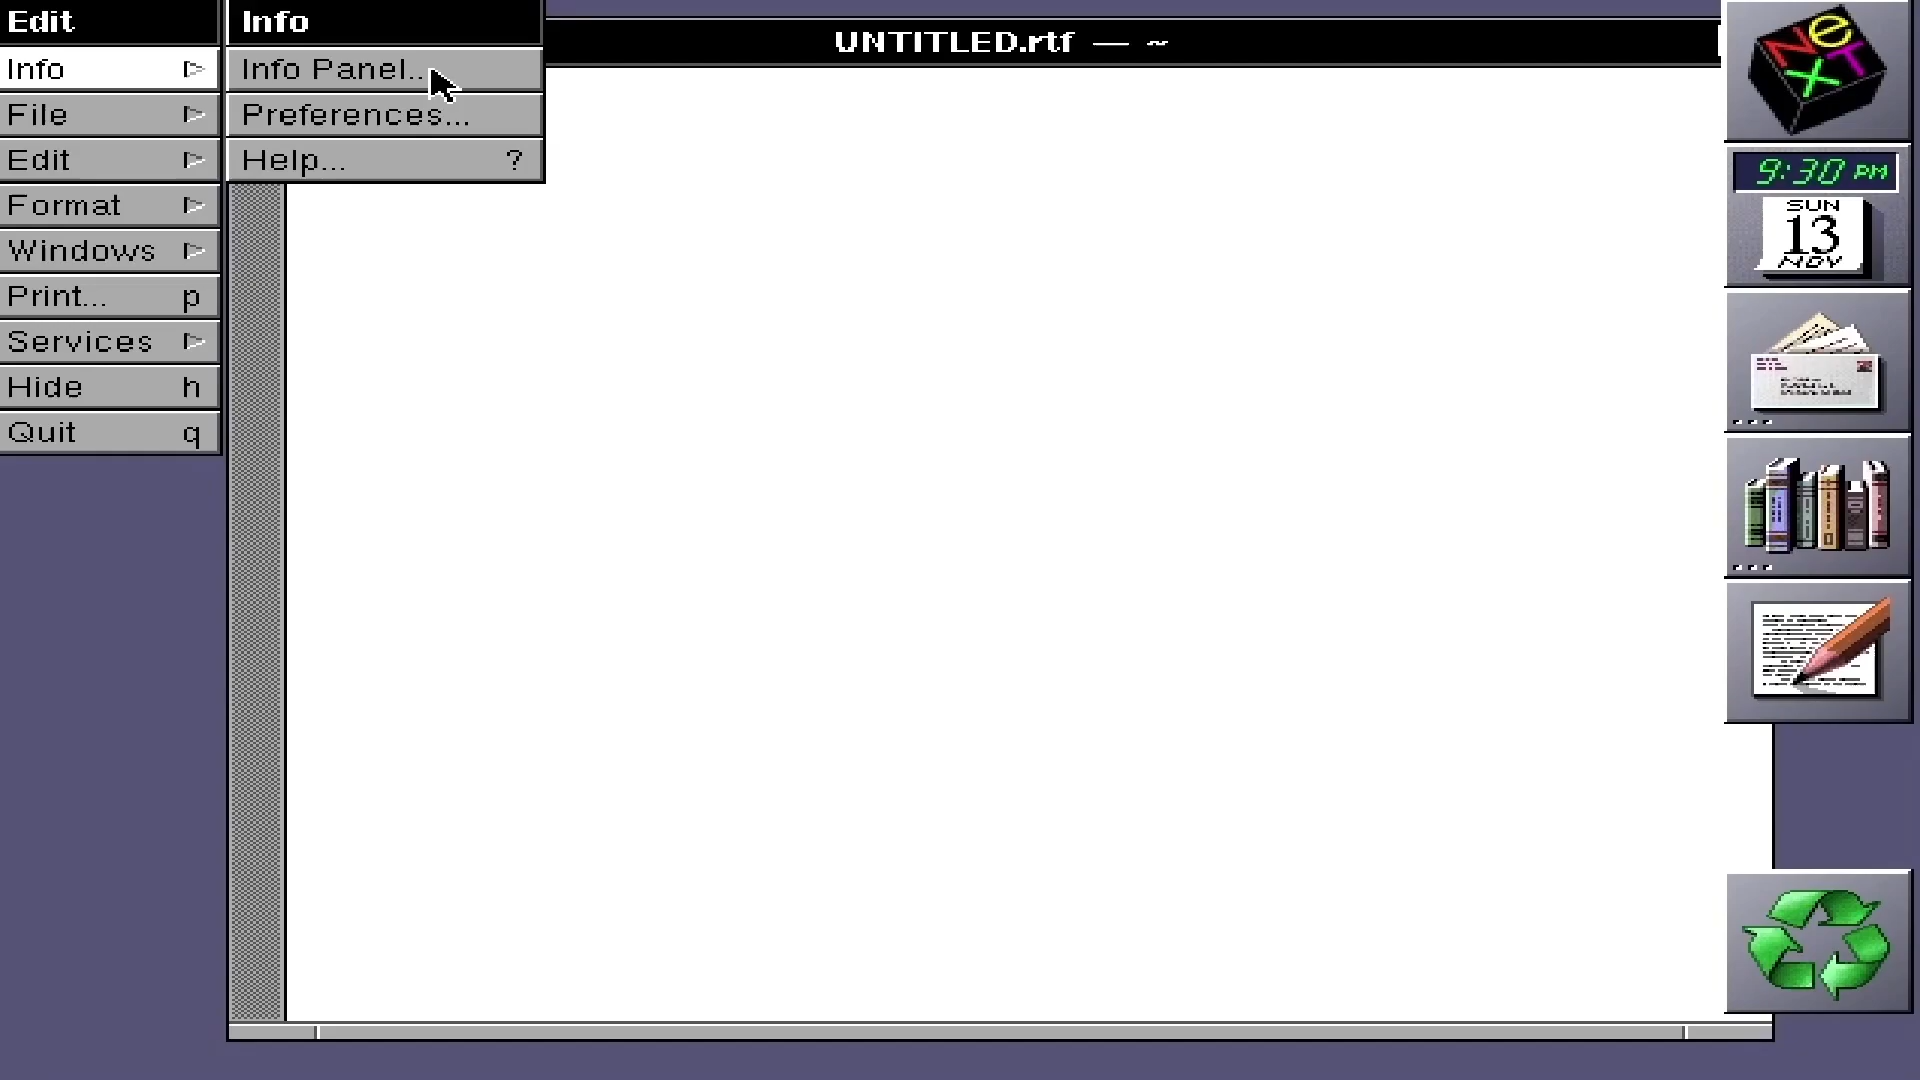 Edit
Info
File
Edit
Format
Windows
Print... p
Services
Hide h
Quit q
Info
Info Panel..
Preferences...
Help... ?
UNTITLED.rtf — ~
NeXT
9:30 PM
SUN
13
NOV